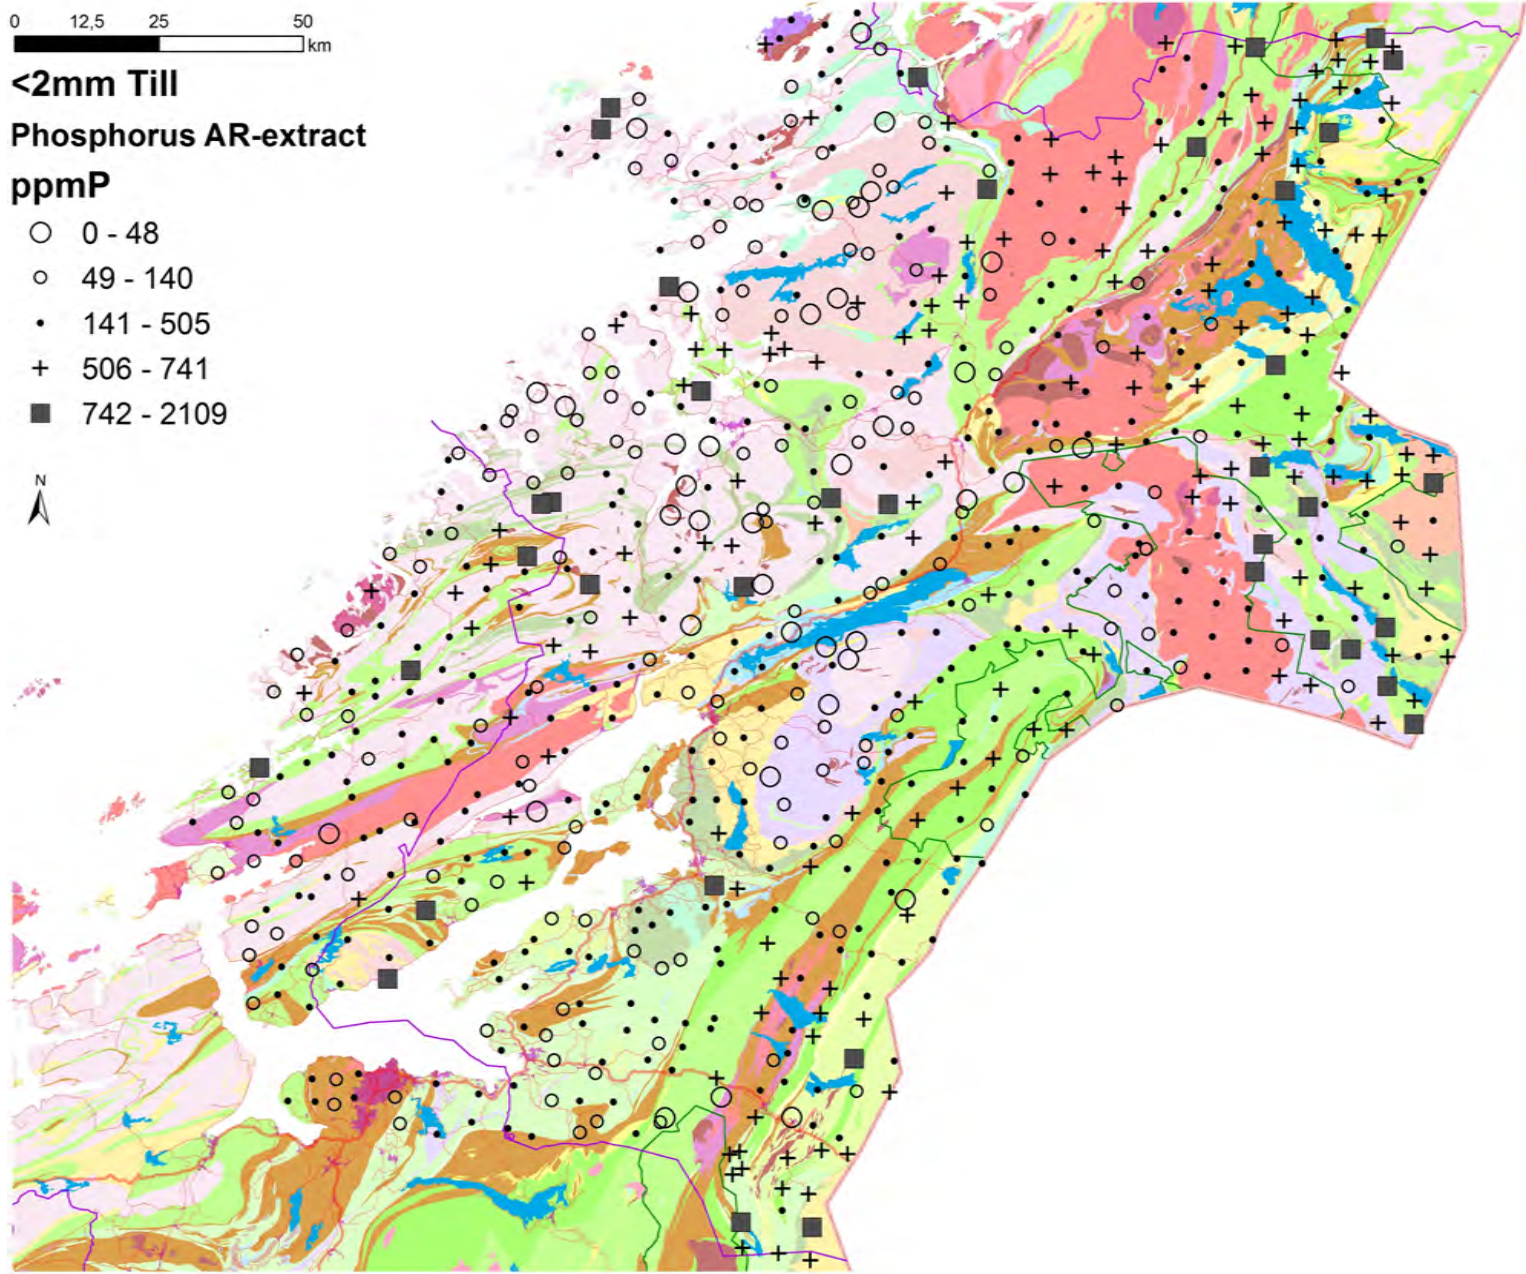 0 12,5 25 50
km
<2mm Till
Phosphorus AR-extract
ppmP
0 - 48
49 - 140
141 - 505
506 - 741
742 - 2109
N